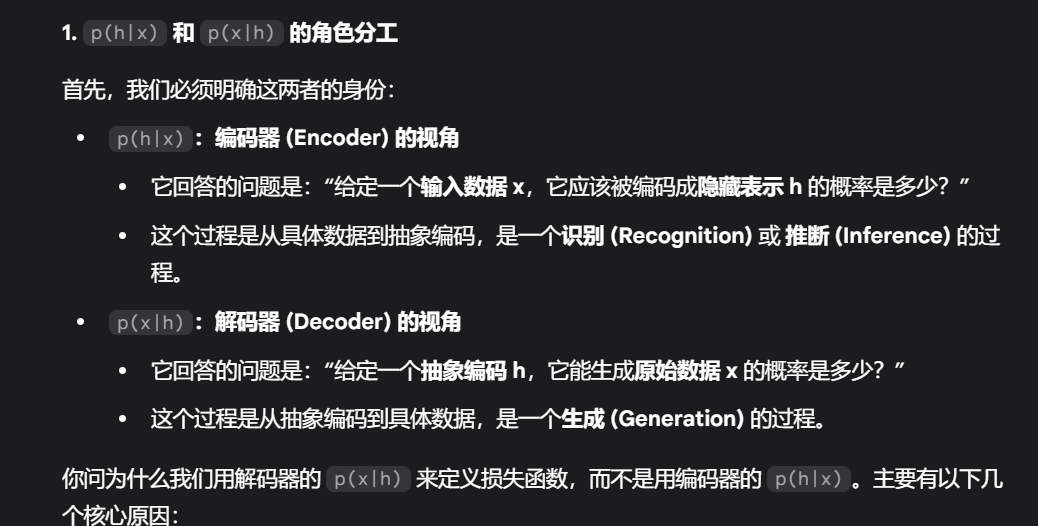 1. p(h|x) 和 p(x|h) 的角色分工
首先，我们必须明确这两者的身份：
• p(h|x)：编码器 (Encoder) 的视角
• 它回答的问题是：“给定一个输入数据 x，它应该被编码成隐藏表示 h 的概率是多少？”
• 这个过程是从具体数据到抽象编码，是一个识别 (Recognition) 或 推断 (Inference) 的过
程。
• p(x|h)：解码器 (Decoder) 的视角
• 它回答的问题是：“给定一个抽象编码 h，它能生成原始数据 x 的概率是多少？”
• 这个过程是从抽象编码到具体数据，是一个生成 (Generation) 的过程。
你问为什么我们用解码器的 p(x|h) 来定义损失函数，而不是用编码器的 p(h|x)。主要有以下几
个核心原因：